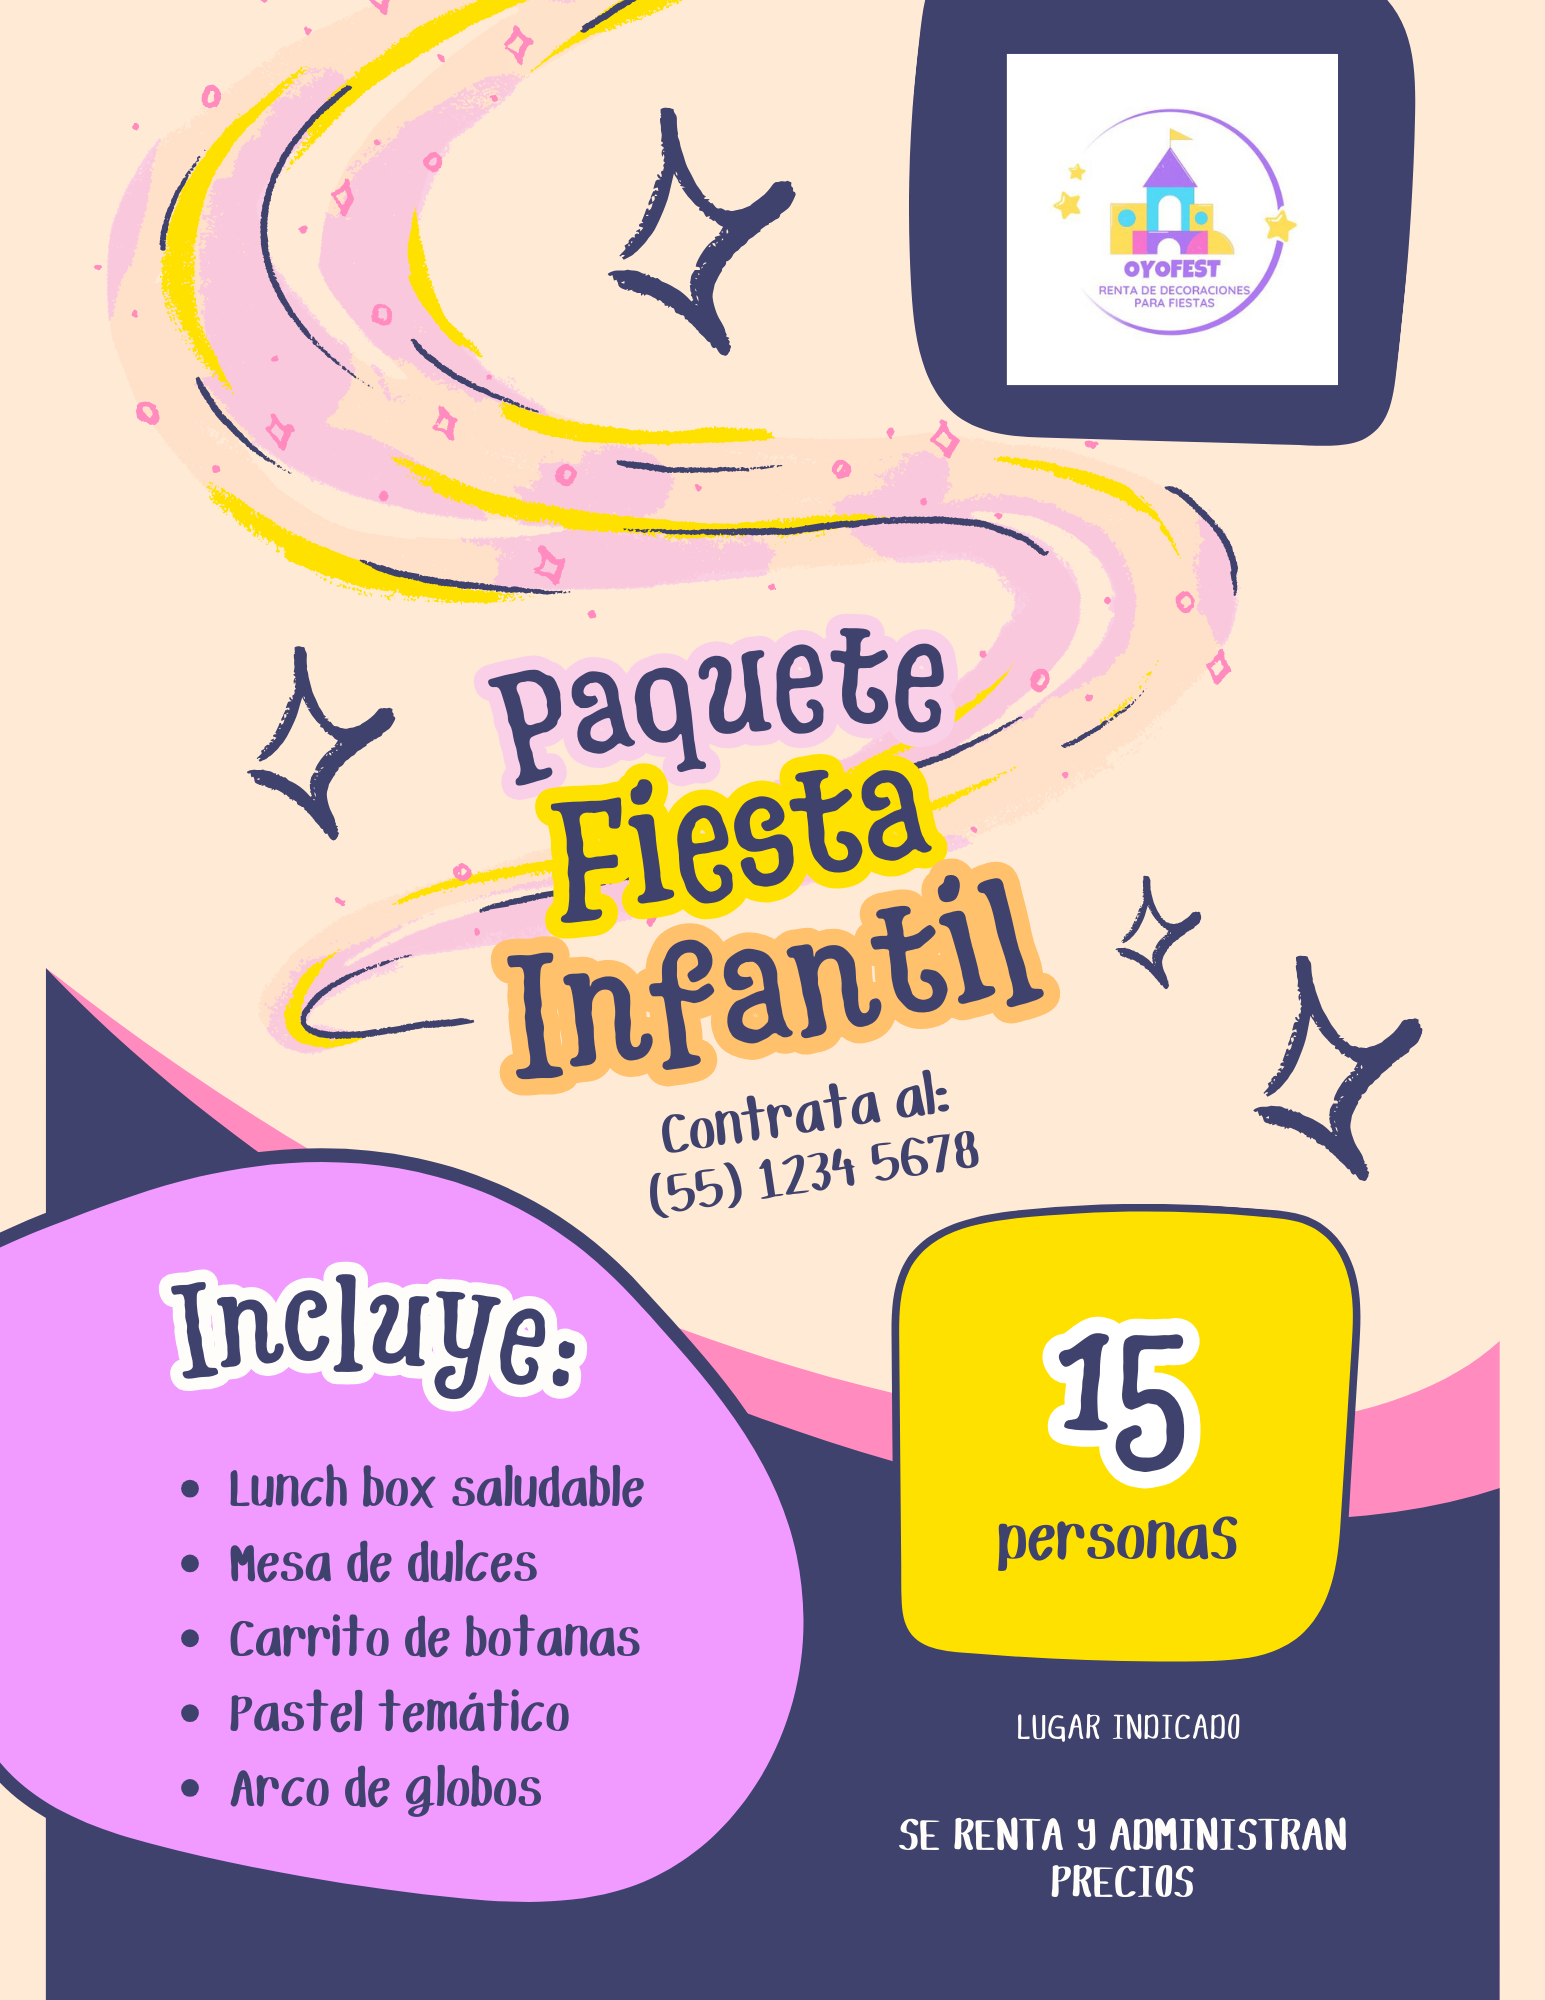 OYOFEST
RENTA DE DECORACIONES
PARA FIESTAS
Paquete
Fiesta
Infantil
Contrata al:
(55) 1234 5678
Incluye:
• Lunch box saludable
• Mesa de dulces
• Carrito de botanas
• Pastel temático
• Arco de globos
15
personas
LUGAR INDICADO
SE RENTA Y ADMINISTRAN
PRECIOS